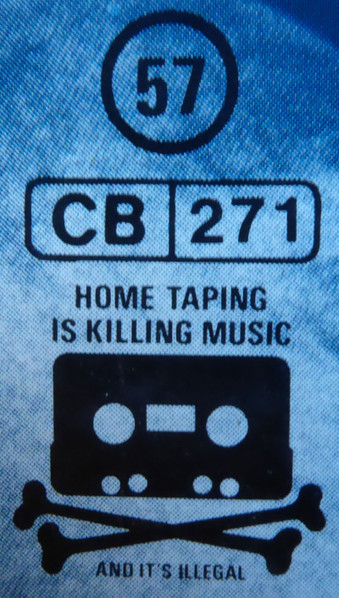 57
CB 271
HOME TAPING
IS KILLING MUSIC
AND IT'S ILLEGAL